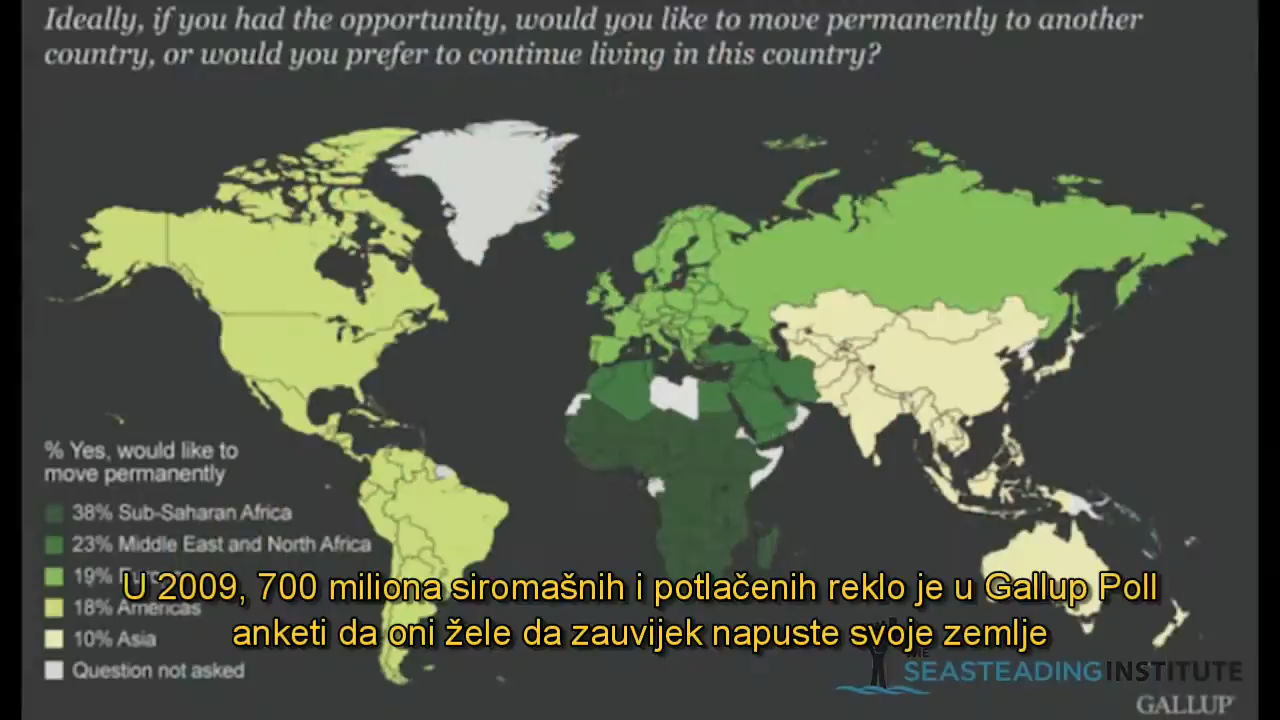 Ideally, if you had the opportunity, would you like to move permanently to another
country, or would you prefer to continue living in this country?
% Yes, would like to
move permanently
38% Sub-Saharan Africa
23% Middle East and North Africa
19% Europe
18% Americas
10% Asia
Question not asked
U 2009, 700 miliona siromašnih i potlačenih reklo je u Gallup Poll
anketi da oni žele da zauvijek napuste svoje zemlje
THE
SEASTEADING INSTITUTE
GALLUP